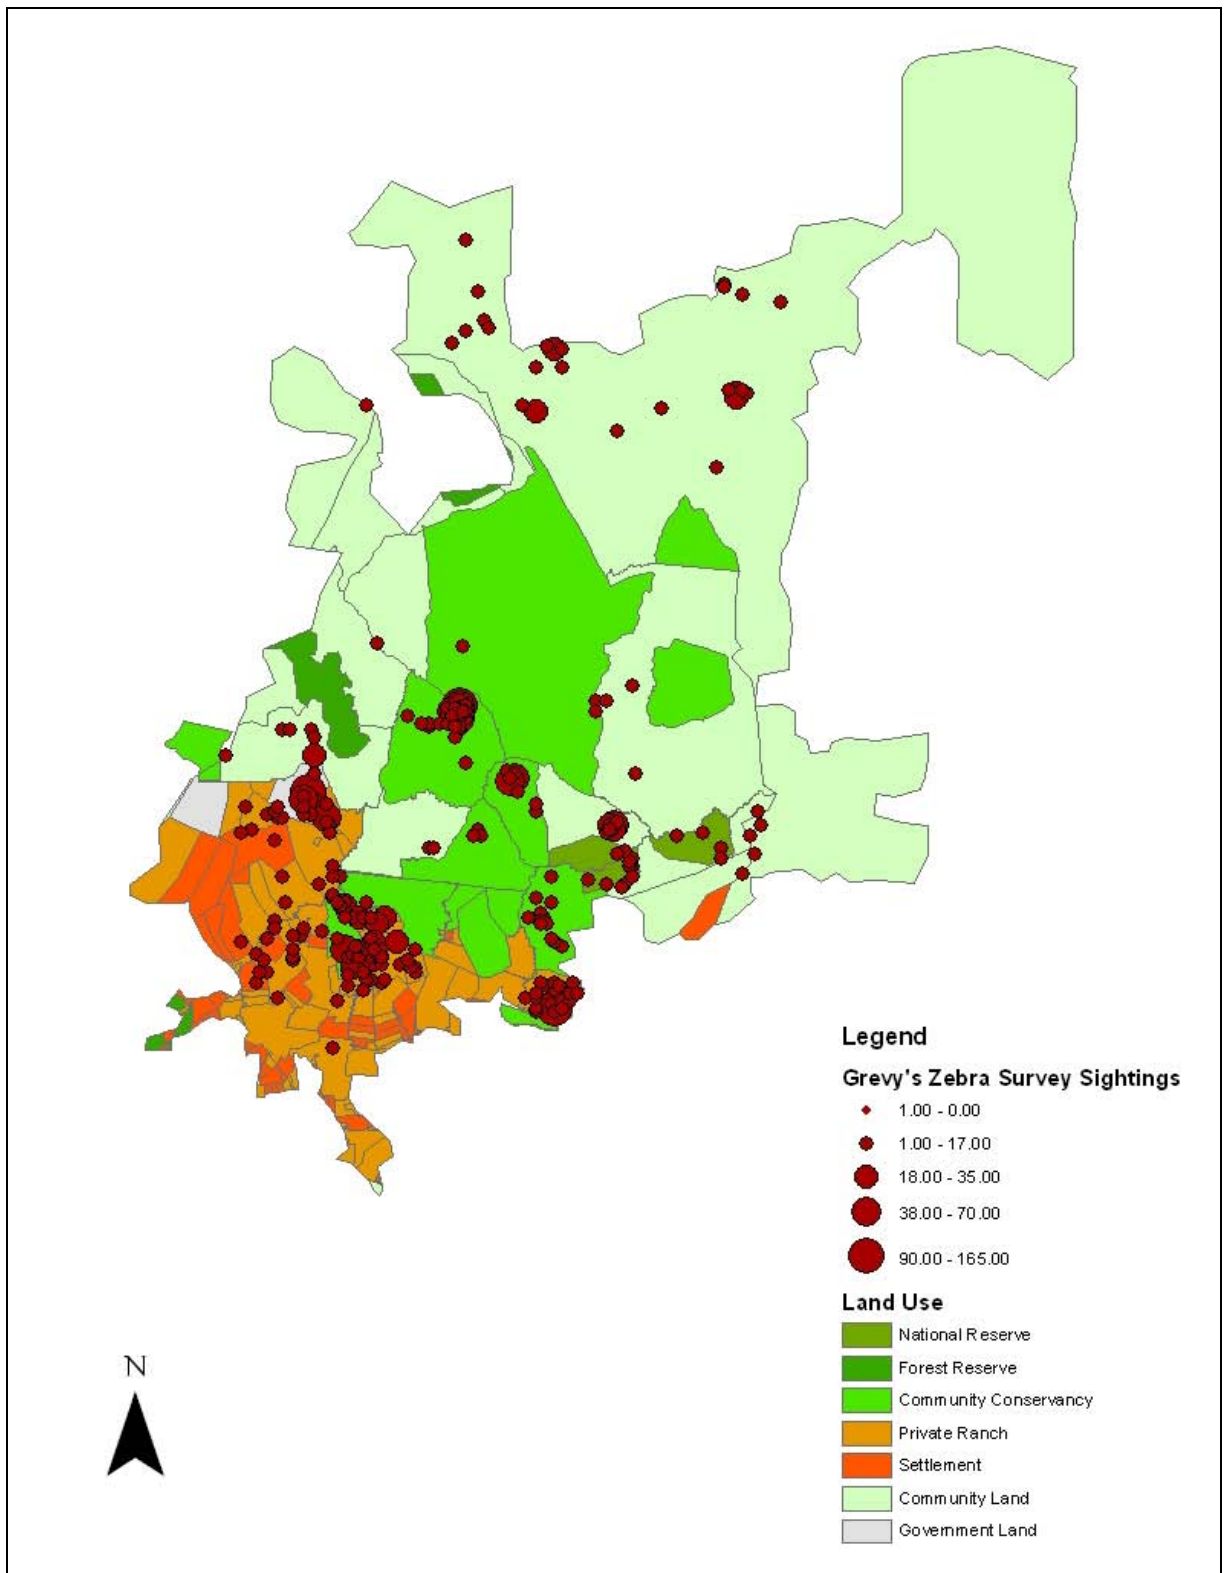 Legend
Grevy's Zebra Survey Sightings
1.00 - 0.00
1.00 - 17.00
18.00 - 35.00
38.00 - 70.00
90.00 - 165.00
Land Use
National Reserve
Forest Reserve
Community Conservancy
Private Ranch
Settlement
Community Land
Government Land
N